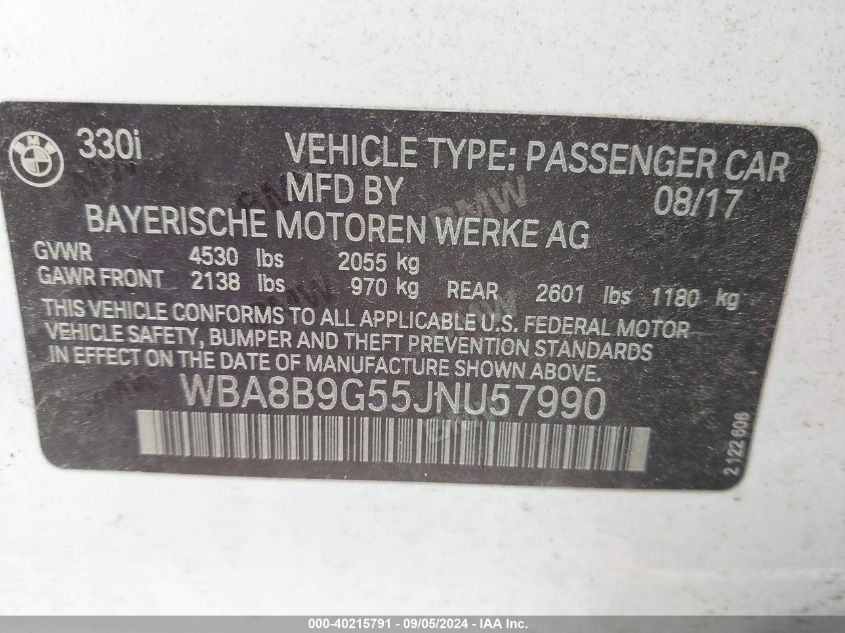 BMW 330i VEHICLE TYPE: PASSENGER CAR
MFD BY 08/17
BAYERISCHE MOTOREN WERKE AG
GVWR 4530 lbs 2055 kg
GAWR FRONT 2138 lbs 970 kg REAR 2601 lbs 1180 kg
THIS VEHICLE CONFORMS TO ALL APPLICABLE U.S. FEDERAL MOTOR
VEHICLE SAFETY, BUMPER AND THEFT PREVENTION STANDARDS
IN EFFECT ON THE DATE OF MANUFACTURE SHOWN ABOVE.
WBA8B9G55JNU57990
2 122 606
000-40215791 - 09/05/2024 - IAA Inc.